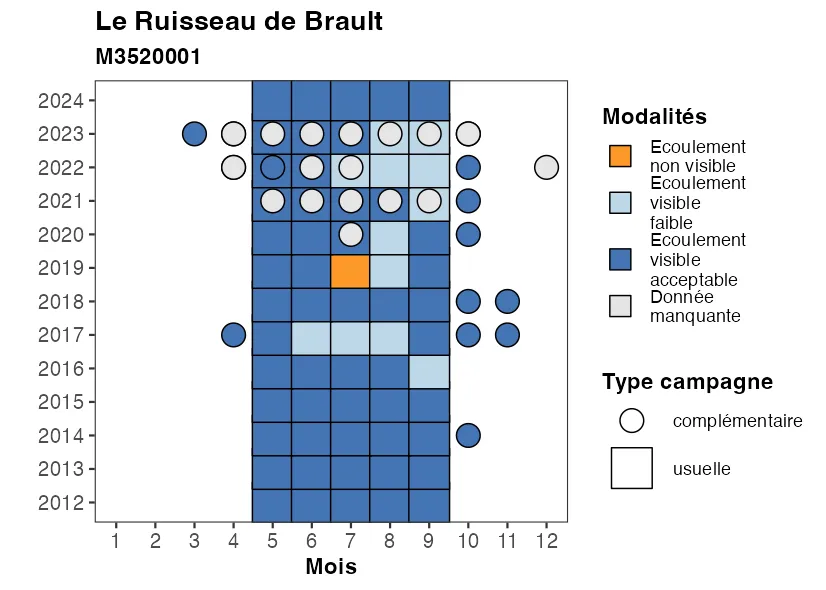 Le Ruisseau de Brault
M3520001
2024
2023
2022
2021
2020
2019
2018
2017
2016
2015
2014
2013
2012
1 2 3 4 5 6 7 8 9 10 11 12
Mois
Modalités
Ecoulement
non visible
Ecoulement
visible
faible
Ecoulement
visible
acceptable
Donnée
manquante
Type campagne
complémentaire
usuelle